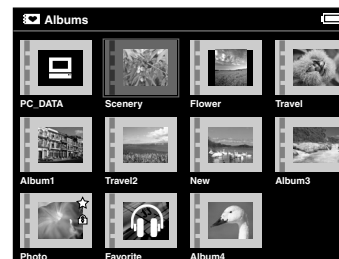 Albums
PC_DATA Scenery Flower Travel
Album1 Travel2 New Album3
Photo Favorite Album4